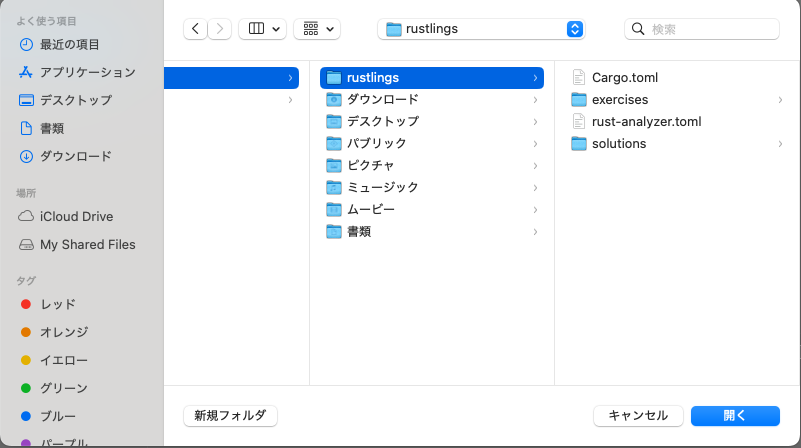 よく使う項目
最近の項目
アプリケーション
デスクトップ
書類
ダウンロード
場所
iCloud Drive
My Shared Files
タグ
レッド
オレンジ
イエロー
グリーン
ブルー
パープル
rustlings
検索
rustlings
ダウンロード
デスクトップ
パブリック
ピクチャ
ミュージック
ムービー
書類
Cargo.toml
exercises
rust-analyzer.toml
solutions
新規フォルダ
キャンセル
開く